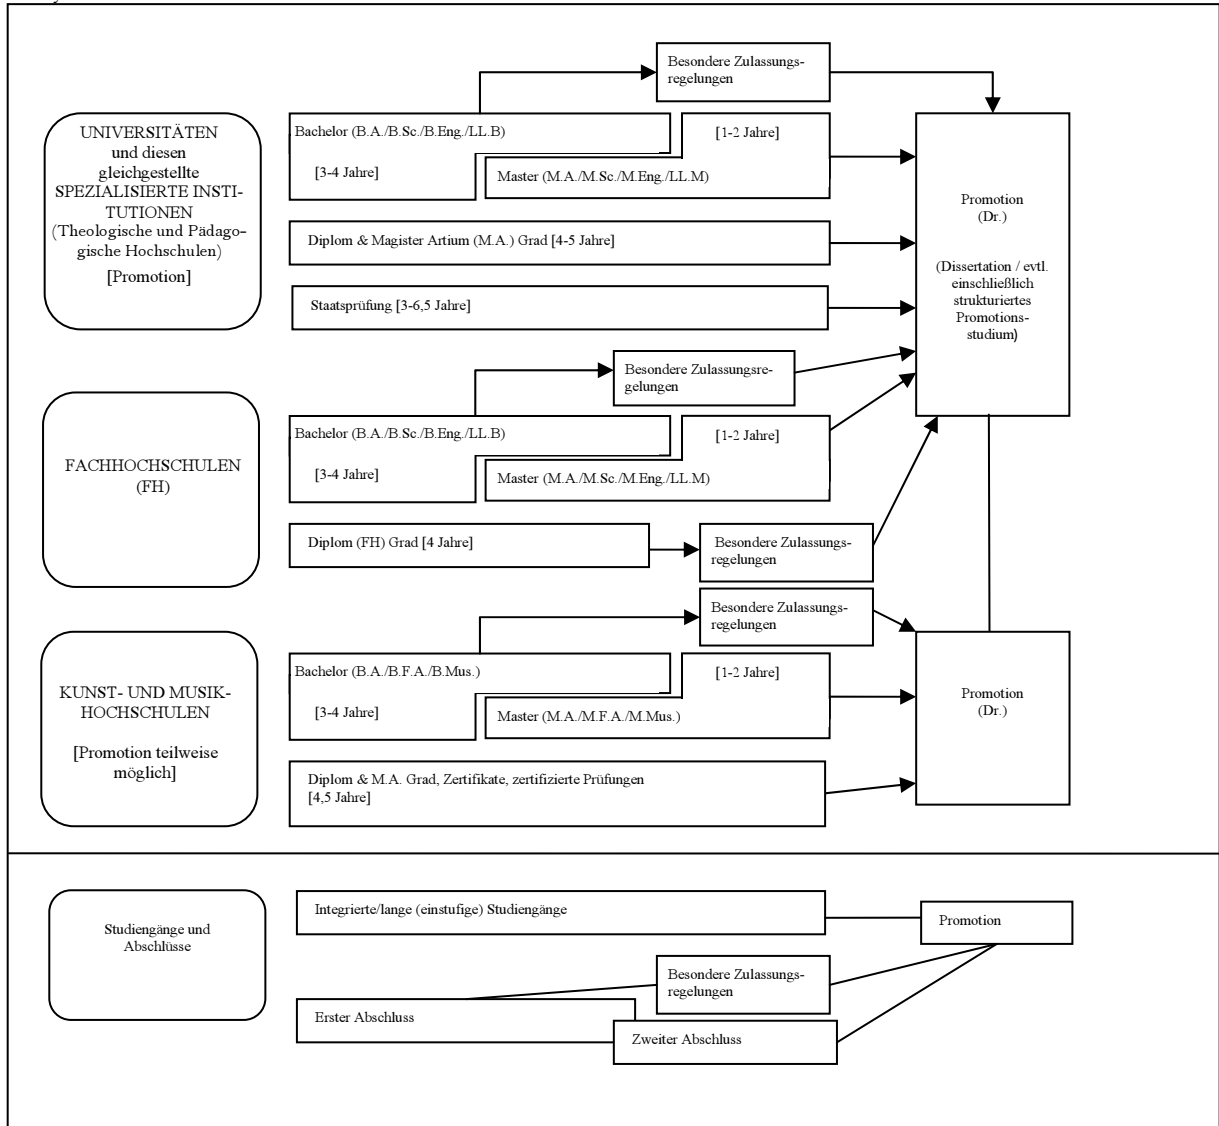 Besondere Zulassungs-
regelungen
UNIVERSITÄTEN
und diesen
gleichgestellte
SPEZIALISIERTE INSTI-
TUTIONEN
(Theologische und Pädago-
gische Hochschulen)
[Promotion]
Bachelor (B.A./B.Sc./B.Eng./LL.B)
[3-4 Jahre]
[1-2 Jahre]
Master (M.A./M.Sc./M.Eng./LL.M)
Diplom & Magister Artium (M.A.) Grad [4-5 Jahre]
Staatsprüfung [3-6,5 Jahre]
Promotion
(Dr.)
(Dissertation / evtl.
einschließlich
strukturiertes
Promotions-
studium)
Besondere Zulassungsre-
gelungen
FACHHOCHSCHULEN
(FH)
Bachelor (B.A./B.Sc./B.Eng./LL.B)
[3-4 Jahre]
[1-2 Jahre]
Master (M.A./M.Sc./M.Eng./LL.M)
Diplom (FH) Grad [4 Jahre]
Besondere Zulassungs-
regelungen
Besondere Zulassungs-
regelungen
KUNST- UND MUSIK-
HOCHSCHULEN
[Promotion teilweise
möglich]
Bachelor (B.A./B.F.A./B.Mus.)
[3-4 Jahre]
[1-2 Jahre]
Master (M.A./M.F.A./M.Mus.)
Diplom & M.A. Grad, Zertifikate, zertifizierte Prüfungen
[4,5 Jahre]
Promotion
(Dr.)
Studiengänge und
Abschlüsse
Integrierte/lange (einstufige) Studiengänge
Promotion
Besondere Zulassungs-
regelungen
Erster Abschluss
Zweiter Abschluss